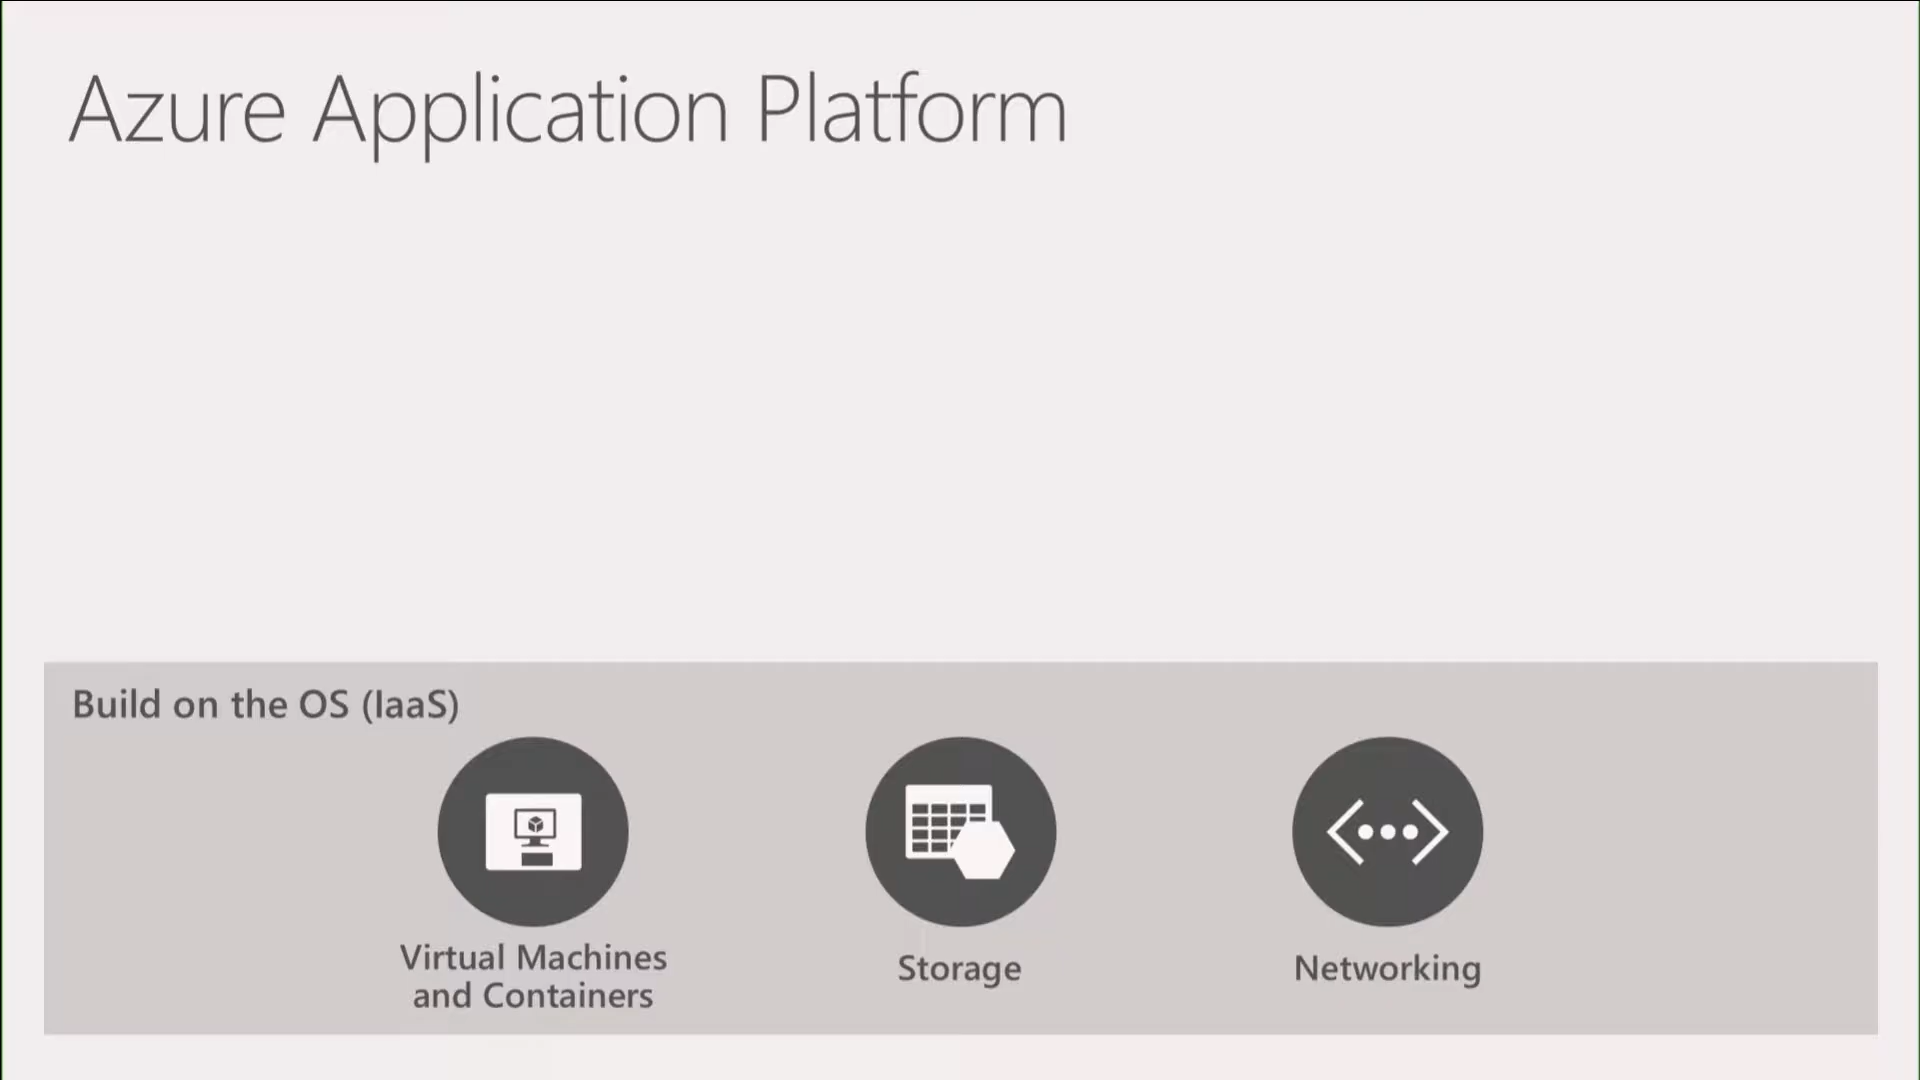 Azure Application Platform
Build on the OS (IaaS)
Virtual Machines
and Containers
Storage
Networking